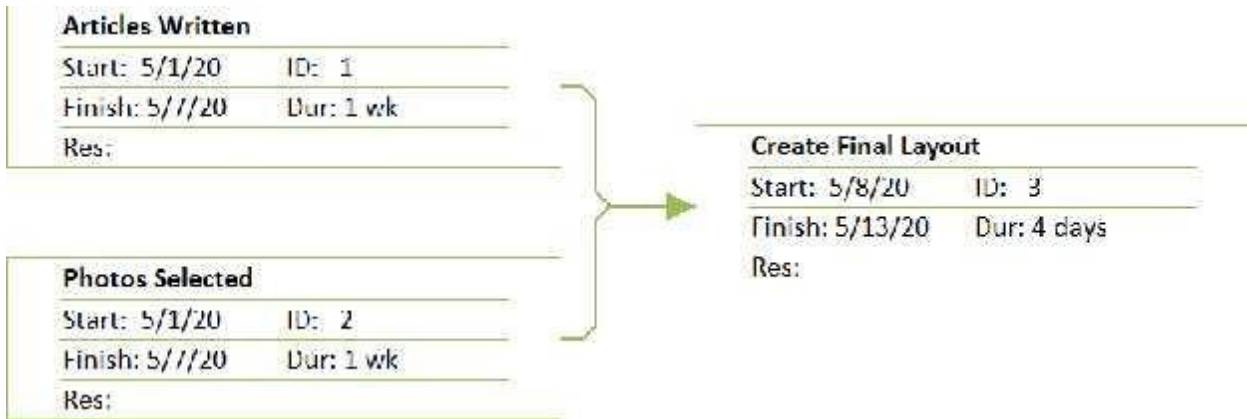 Articles Written
Start: 5/1/20 ID: 1
Finish: 5/7/20 Dur: 1 wk
Res:
Create Final Layout
Start: 5/8/20 ID: 3
Finish: 5/13/20 Dur: 4 days
Res:
Photos Selected
Start: 5/1/20 ID: 2
Finish: 5/7/20 Dur: 1 wk
Res: